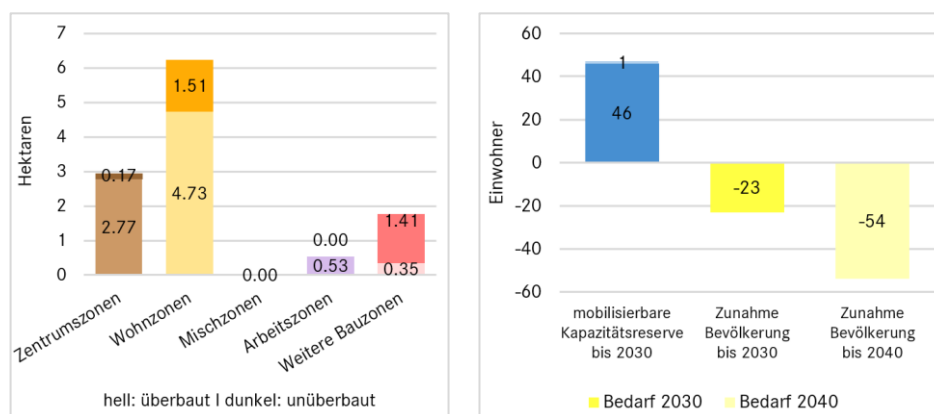 7
6
5
4
3
2
1
0
Hektaren
0.17
2.77
1.51
4.73
0.00
0.00
0.53
1.41
0.35
Zentrumszonen
Wohnzonen
Mischzonen
Arbeitszonen
Weitere Bauzonen
hell: überbaut I dunkel: unüberbaut
60
40
20
0
-20
-40
-60
Einwohner
1
46
-23
-54
mobilisierbare
Kapazitätsreserve
bis 2030
Zunahme
Bevölkerung
bis 2030
Zunahme
Bevölkerung
bis 2040
Bedarf 2030
Bedarf 2040